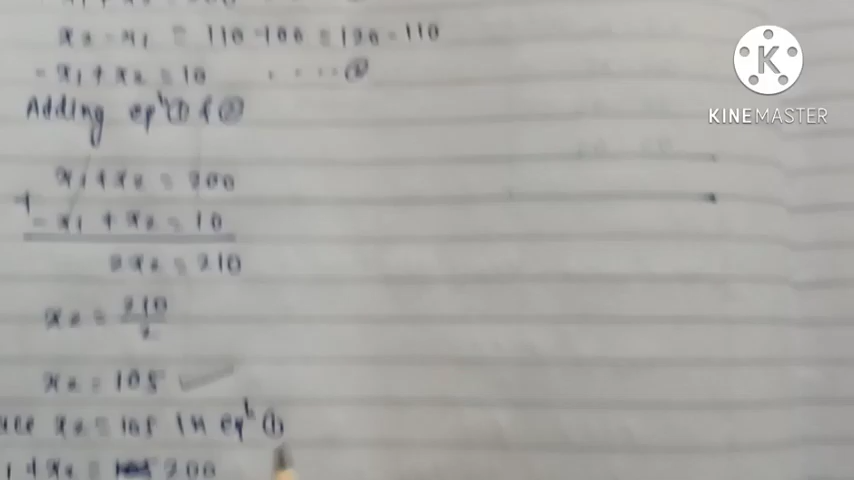 x2 - x1 = 110 - 100 = 120 - 110
- x1 + x2 = 10 .....②
Adding eqⁿ ① & ②
x1 + x2 = 200
+
- x1 + x2 = 10
2x2 = 210
x2 = 210/2
x2 = 105
x2 = 105 in eqⁿ ①
+ x2 = 200
K
KINEMASTER